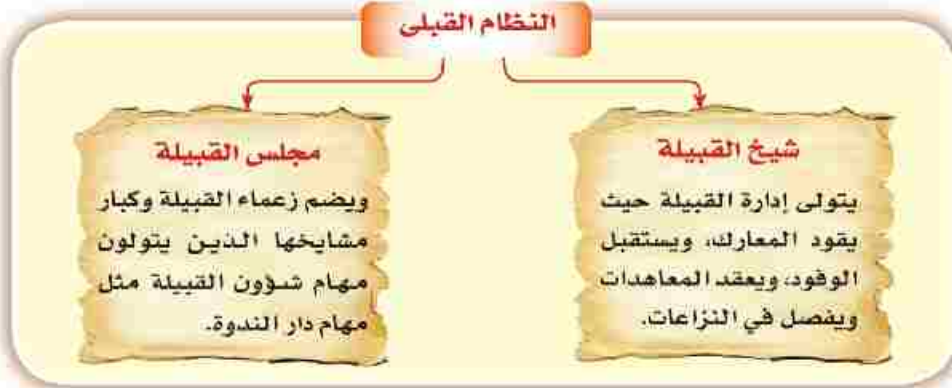 النظام القبلى
شيخ القبيلة
يتولى إدارة القبيلة حيث
يقود المعارك، ويستقبل
الوفود، ويعقد المعاهدات
ويفصل في النزاعات.
مجلس القبيلة
ويضم زعماء القبيلة وكبار
مشايخها الذين يتولون
مهام شؤون القبيلة مثل
مهام دار الندوة.